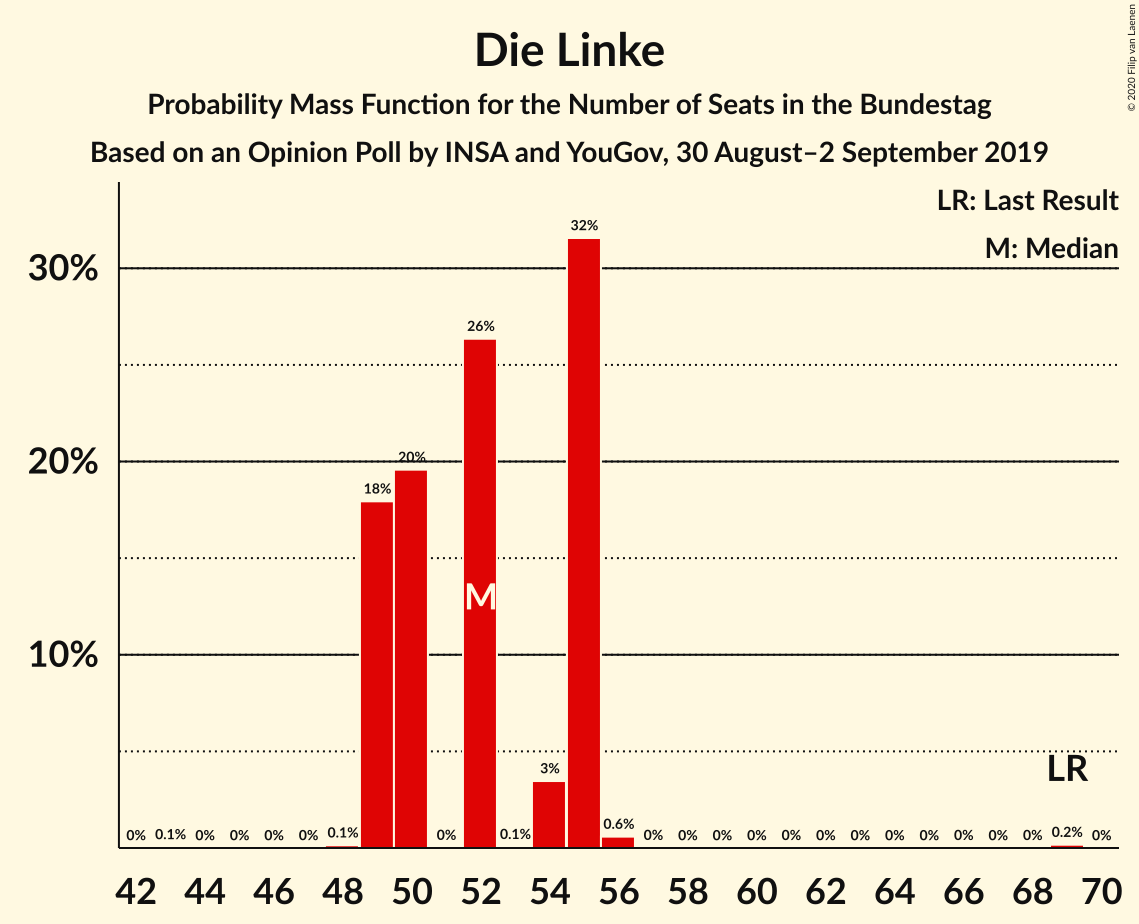 Die Linke
Probability Mass Function for the Number of Seats in the Bundestag
Based on an Opinion Poll by INSA and YouGov, 30 August–2 September 2019
© 2020 Filip van Laenen
LR: Last Result
M: Median
30%
20%
10%
0% 0.1% 0% 0% 0% 0% 0.1% 18% 20% 0% 26% 0.1% 3% 32% 0.6% 0% 0% 0% 0% 0% 0% 0% 0% 0% 0% 0% 0% 0.2% 0%
M
LR
42 44 46 48 50 52 54 56 58 60 62 64 66 68 70